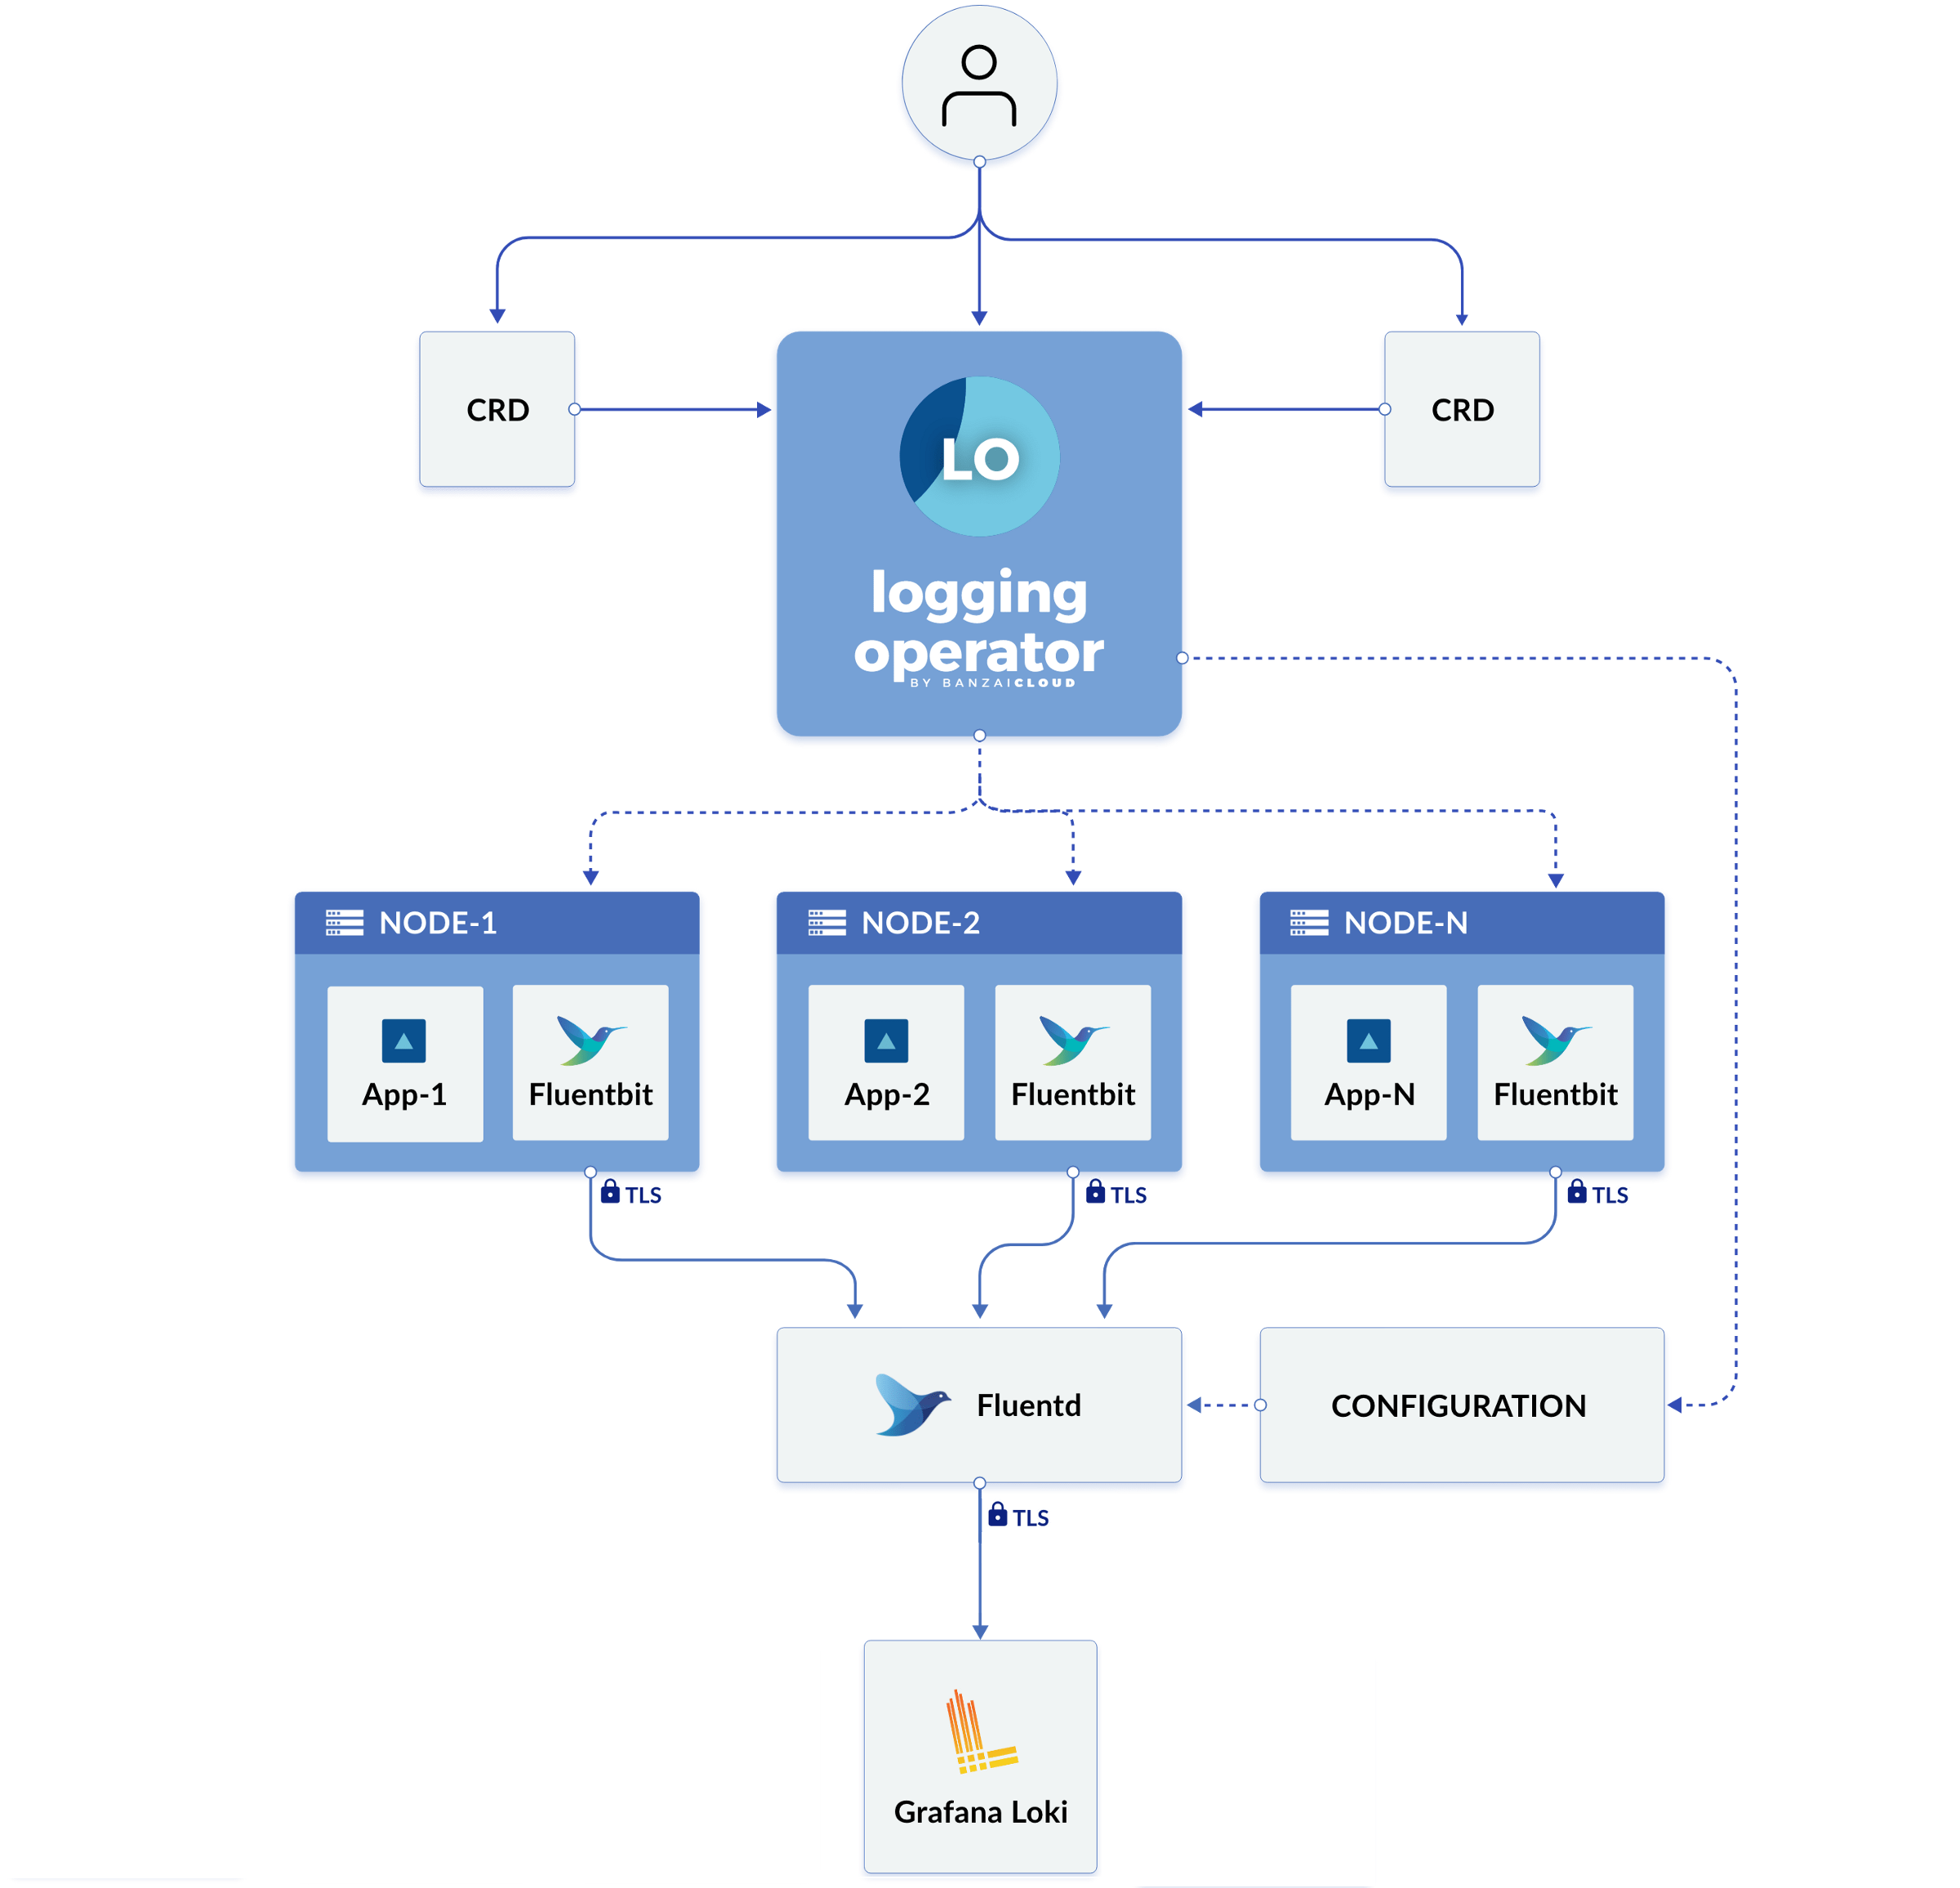 CRD
LO
CRD
logging
operator
BY BANZAICLOUD
NODE-1
NODE-2
NODE-N
App-1
Fluentbit
App-2
Fluentbit
App-N
Fluentbit
TLS
TLS
TLS
Fluentd
CONFIGURATION
TLS
Grafana Loki